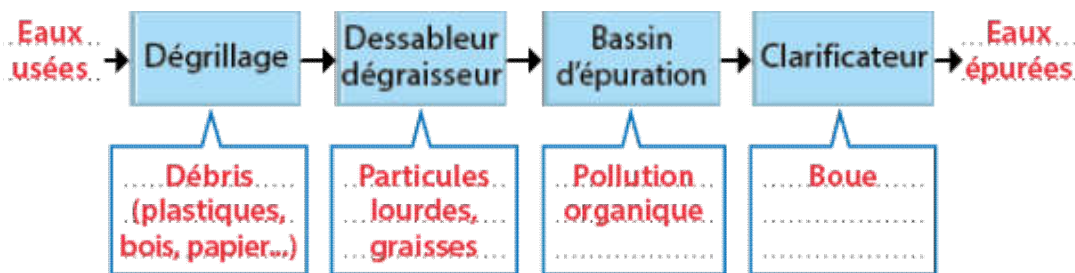 Eaux
usées
Dégrillage
Dessableur
dégraisseur
Bassin
d'épuration
Clarificateur
Eaux
épurées
Débris
(plastiques,
bois, papier...)
Particules
lourdes,
graisses
Pollution
organique
Boue